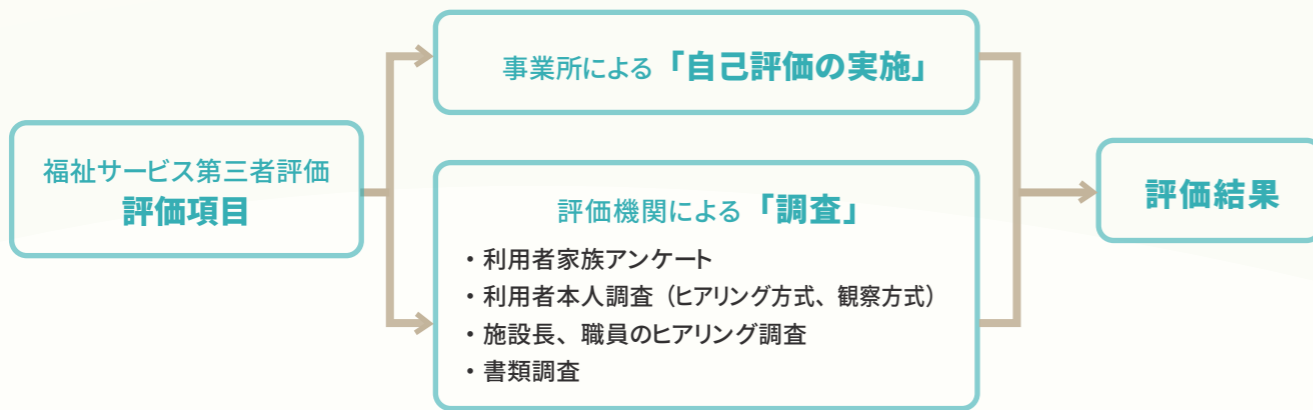 福祉サービス第三者評価
評価項目
事業所による「自己評価の実施」
評価機関による「調査」
・利用者家族アンケート
・利用者本人調査（ヒアリング方式、観察方式）
・施設長、職員のヒアリング調査
・書類調査
評価結果